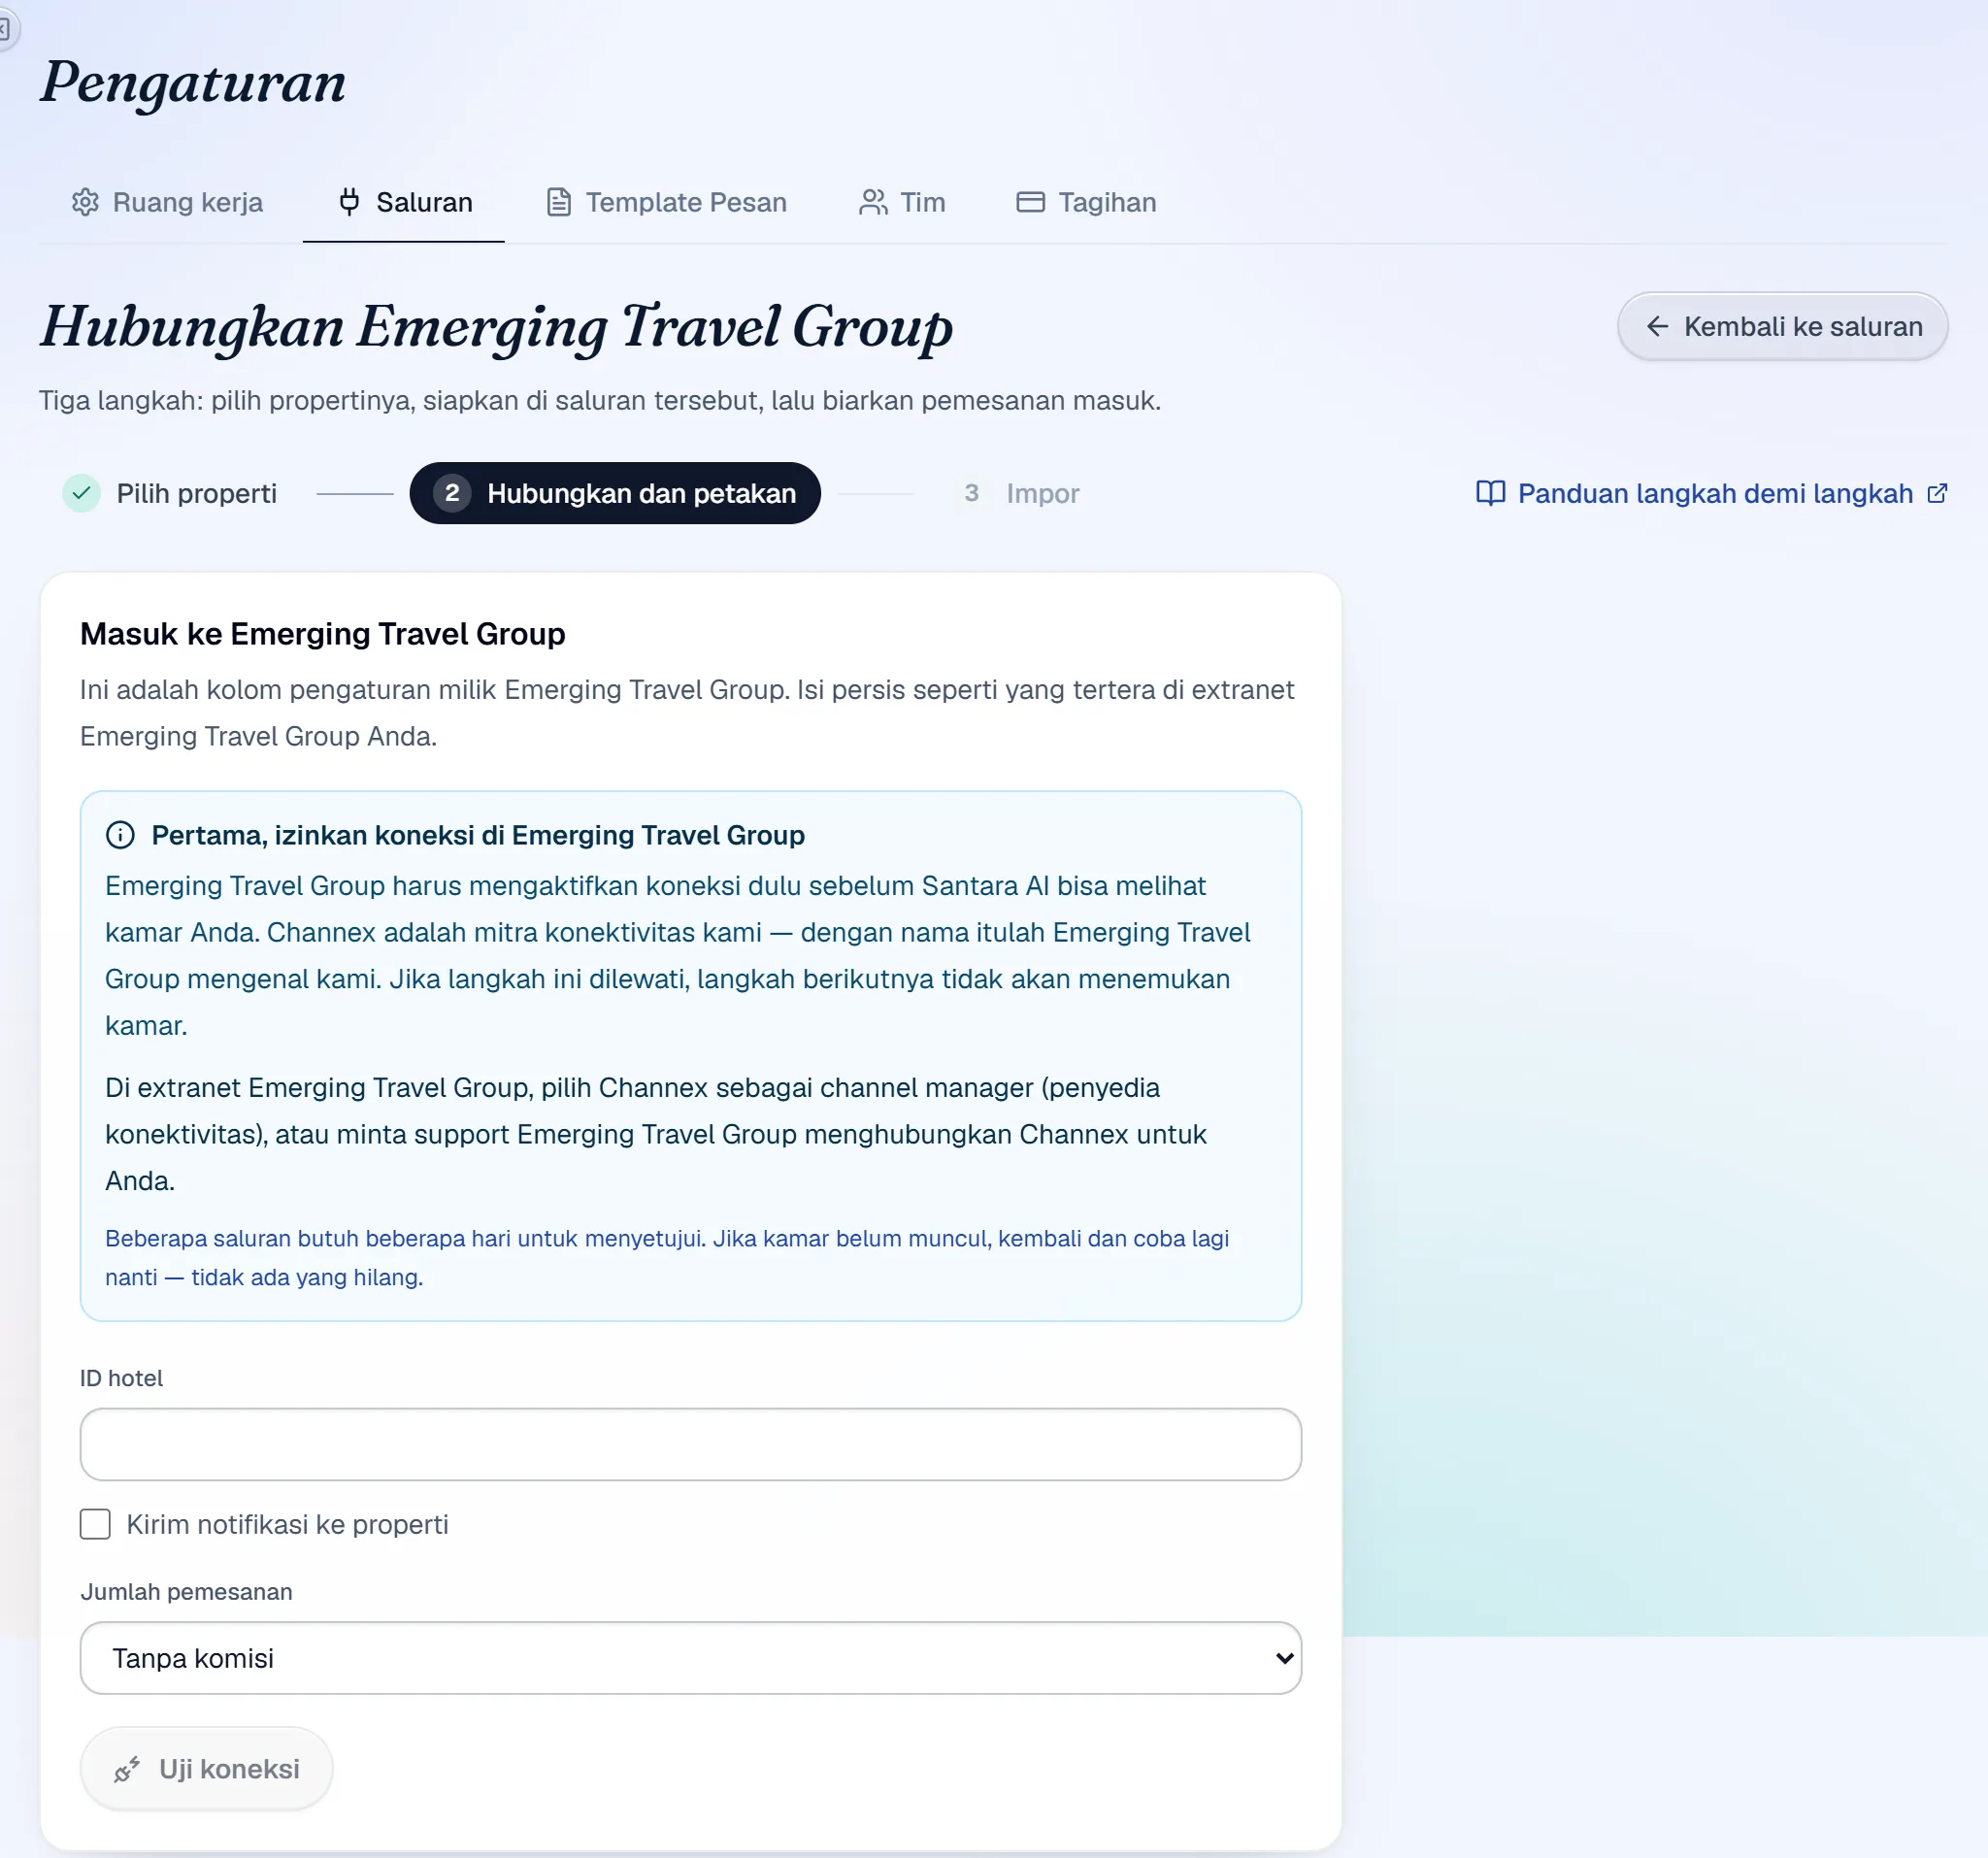 Pengaturan
Ruang kerja
Saluran
Template Pesan
Tim
Tagihan
Hubungkan Emerging Travel Group
Kembali ke saluran
Tiga langkah: pilih propertinya, siapkan di saluran tersebut, lalu biarkan pemesanan masuk.
Pilih properti
2 Hubungkan dan petakan
3 Impor
Panduan langkah demi langkah
Masuk ke Emerging Travel Group
Ini adalah kolom pengaturan milik Emerging Travel Group. Isi persis seperti yang tertera di extranet
Emerging Travel Group Anda.
Pertama, izinkan koneksi di Emerging Travel Group
Emerging Travel Group harus mengaktifkan koneksi dulu sebelum Santara AI bisa melihat
kamar Anda. Channex adalah mitra konektivitas kami — dengan nama itulah Emerging Travel
Group mengenal kami. Jika langkah ini dilewati, langkah berikutnya tidak akan menemukan
kamar.
Di extranet Emerging Travel Group, pilih Channex sebagai channel manager (penyedia
konektivitas), atau minta support Emerging Travel Group menghubungkan Channex untuk
Anda.
Beberapa saluran butuh beberapa hari untuk menyetujui. Jika kamar belum muncul, kembali dan coba lagi
nanti — tidak ada yang hilang.
ID hotel
Kirim notifikasi ke properti
Jumlah pemesanan
Tanpa komisi
Uji koneksi